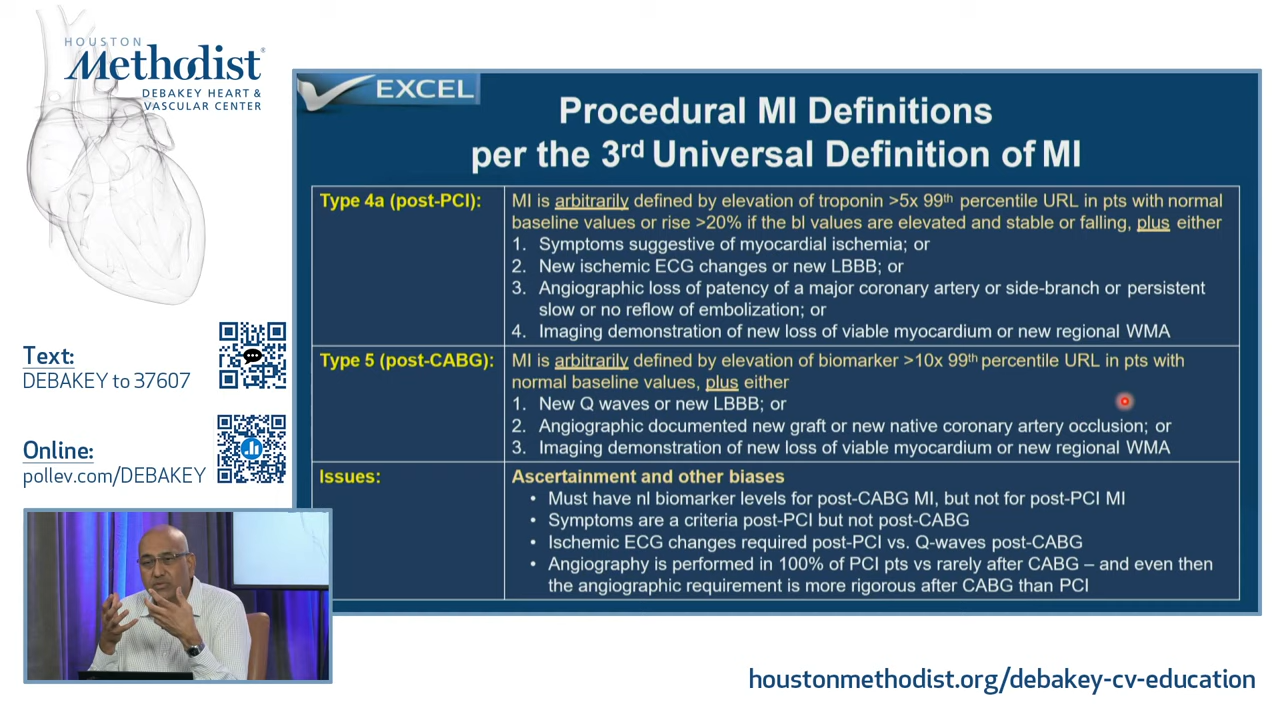 HOUSTON
Methodist®
DEBAKEY HEART &
VASCULAR CENTER
Text:
DEBAKEY to 37607
Online:
pollev.com/DEBAKEY
EXCEL
Procedural MI Definitions
per the 3rd Universal Definition of MI
Type 4a (post-PCI):
MI is arbitrarily defined by elevation of troponin >5x 99th percentile URL in pts with normal
baseline values or rise >20% if the bl values are elevated and stable or falling, plus either
1. Symptoms suggestive of myocardial ischemia; or
2. New ischemic ECG changes or new LBBB; or
3. Angiographic loss of patency of a major coronary artery or side-branch or persistent
slow or no reflow of embolization; or
4. Imaging demonstration of new loss of viable myocardium or new regional WMA
Type 5 (post-CABG):
MI is arbitrarily defined by elevation of biomarker >10x 99th percentile URL in pts with
normal baseline values, plus either
1. New Q waves or new LBBB; or
2. Angiographic documented new graft or new native coronary artery occlusion; or
3. Imaging demonstration of new loss of viable myocardium or new regional WMA
Issues:
Ascertainment and other biases
• Must have nl biomarker levels for post-CABG MI, but not for post-PCI MI
• Symptoms are a criteria post-PCI but not post-CABG
• Ischemic ECG changes required post-PCI vs. Q-waves post-CABG
• Angiography is performed in 100% of PCI pts vs rarely after CABG – and even then
the angiographic requirement is more rigorous after CABG than PCI
houstonmethodist.org/debakey-cv-education